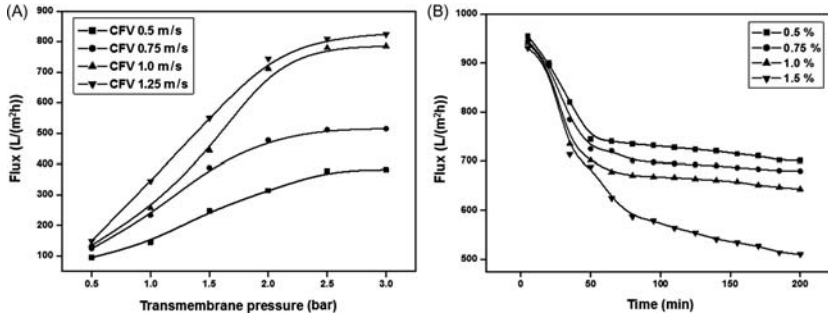 (A)
CFV 0.5 m/s
CFV 0.75 m/s
CFV 1.0 m/s
CFV 1.25 m/s
900
800
700
600
500
400
300
200
100
Flux (L/(m²h))
0.5 1.0 1.5 2.0 2.5 3.0
Transmembrane pressure (bar)
(B)
0.5 %
0.75 %
1.0 %
1.5 %
1000
900
800
700
600
500
Flux (L/(m²h))
0 50 100 150 200
Time (min)